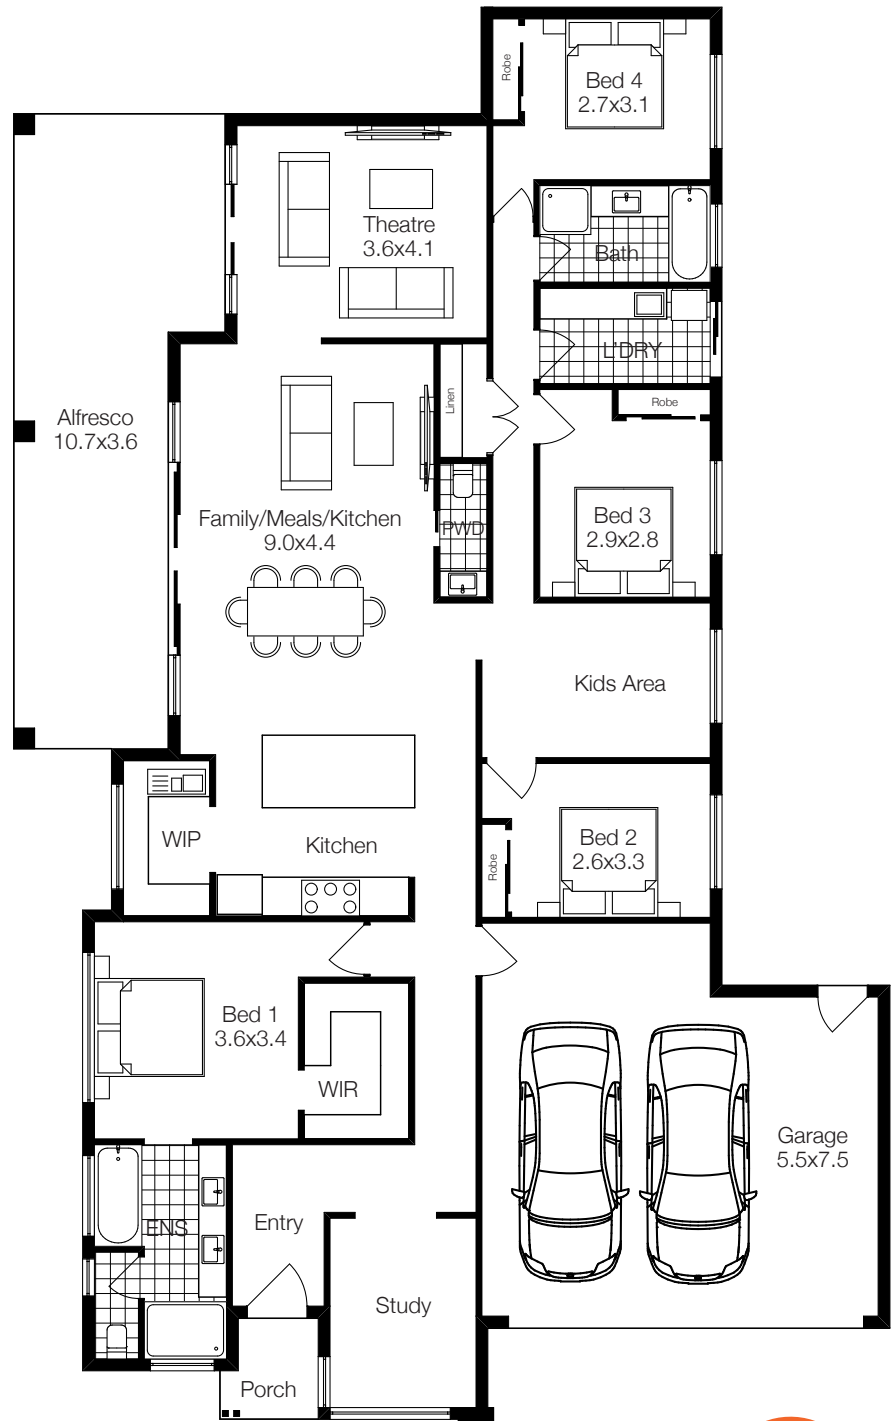 Robe
Bed 4
2.7x3.1
Theatre
3.6x4.1
Bath
L'DRY
Linen
Robe
Alfresco
10.7x3.6
Family/Meals/Kitchen
9.0x4.4
PWD
Bed 3
2.9x2.8
Kids Area
WIP
Kitchen
Robe
Bed 2
2.6x3.3
Bed 1
3.6x3.4
WIR
Garage
5.5x7.5
ENS
Entry
Study
Porch